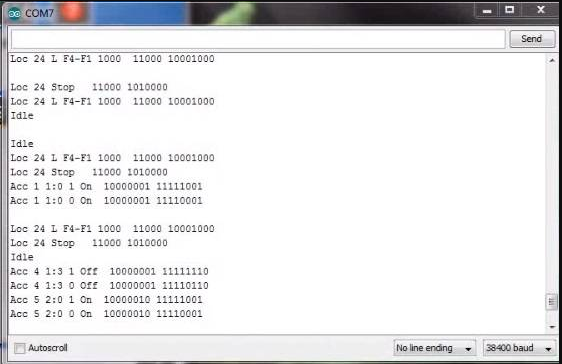 COM7
Send
Loc 24 L F4-F1 1000  11000 10001000
Loc 24 Stop   11000 1010000
Loc 24 L F4-F1 1000  11000 10001000
Idle
Idle
Loc 24 L F4-F1 1000  11000 10001000
Loc 24 Stop   11000 1010000
Acc 1 1:0 1 On  10000001 11111001
Acc 1 1:0 0 On  10000001 11110001
Loc 24 L F4-F1 1000  11000 10001000
Loc 24 Stop   11000 1010000
Idle
Acc 4 1:3 1 Off  10000001 11111110
Acc 4 1:3 0 Off  10000001 11110110
Acc 5 2:0 1 On  10000010 11111001
Acc 5 2:0 0 On  10000010 11110001
Autoscroll
No line ending
38400 baud